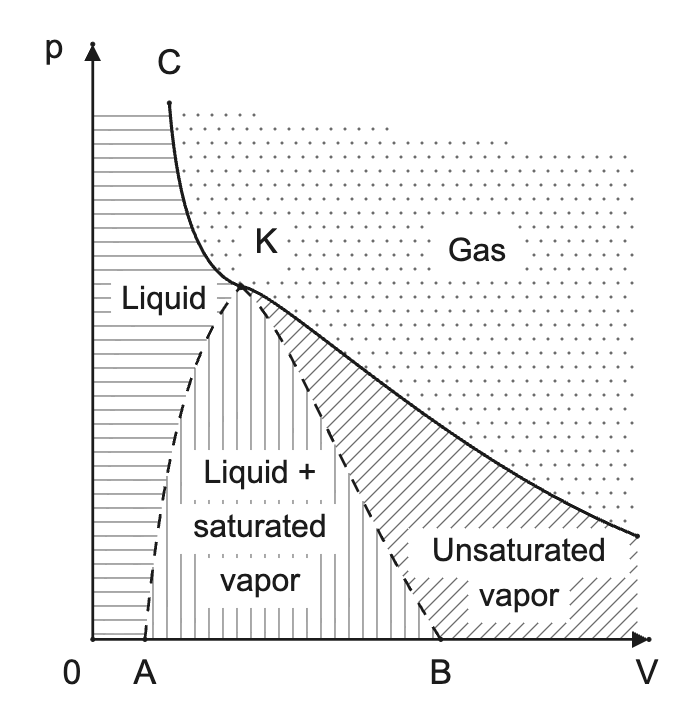 p
C
K
Gas
Liquid
Liquid +
saturated
vapor
Unsaturated
vapor
0
A
B
V